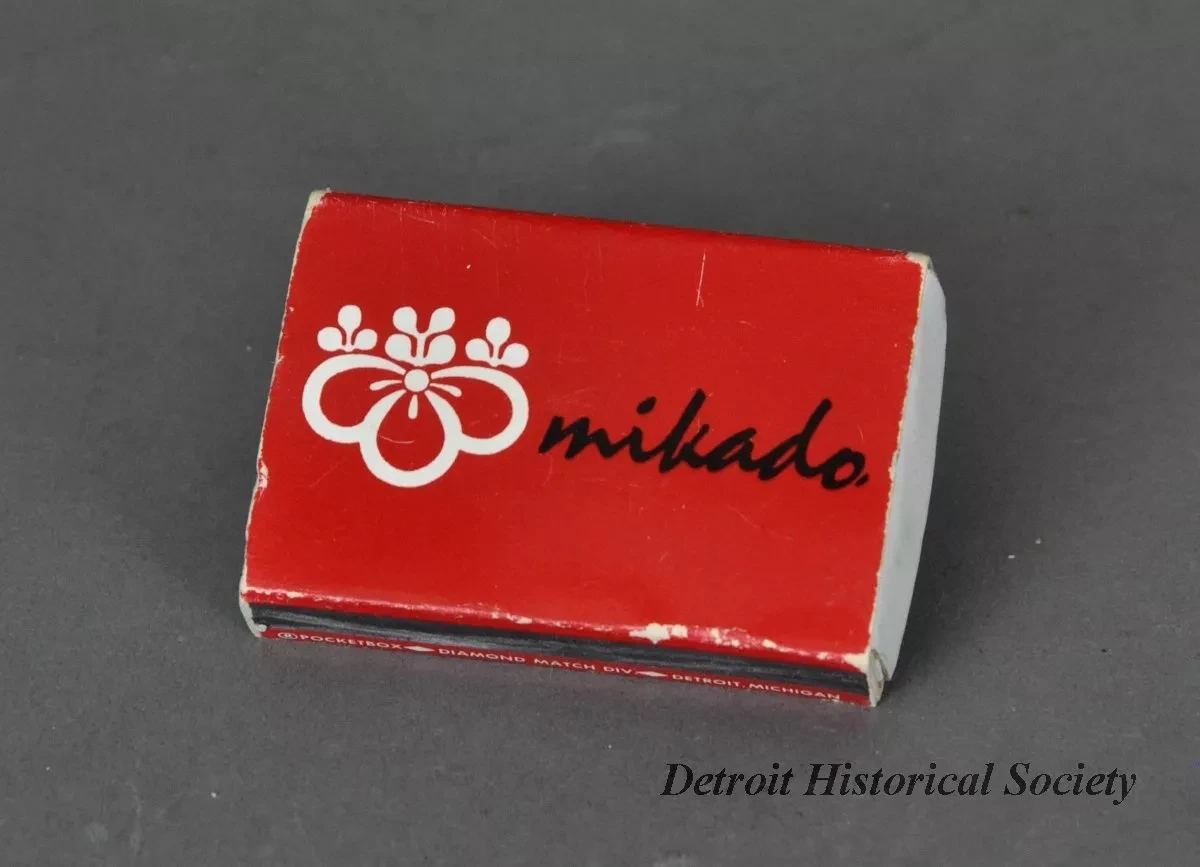 mikado.
®POCKETBOX DIAMOND MATCH DIV. DETROIT, MICHIGAN
Detroit Historical Society